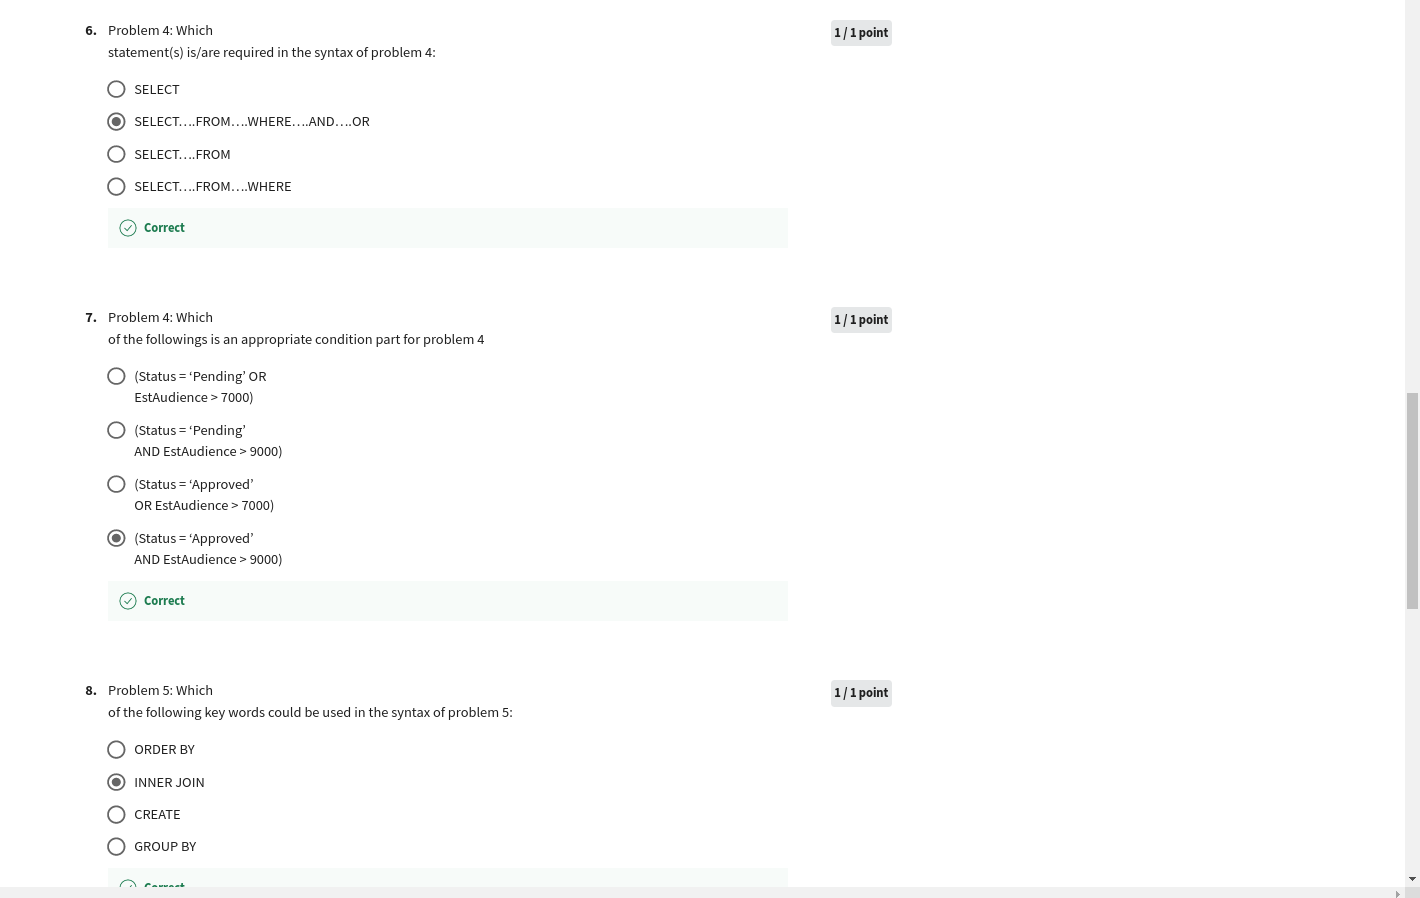 6. Problem 4: Which 1 / 1 point
statement(s) is/are required in the syntax of problem 4:
SELECT
SELECT….FROM….WHERE….AND….OR
SELECT….FROM
SELECT….FROM….WHERE
Correct
7. Problem 4: Which 1 / 1 point
of the followings is an appropriate condition part for problem 4
(Status = ‘Pending’ OR
EstAudience > 7000)
(Status = ‘Pending’
AND EstAudience > 9000)
(Status = ‘Approved’
OR EstAudience > 7000)
(Status = ‘Approved’
AND EstAudience > 9000)
Correct
8. Problem 5: Which 1 / 1 point
of the following key words could be used in the syntax of problem 5:
ORDER BY
INNER JOIN
CREATE
GROUP BY
Correct